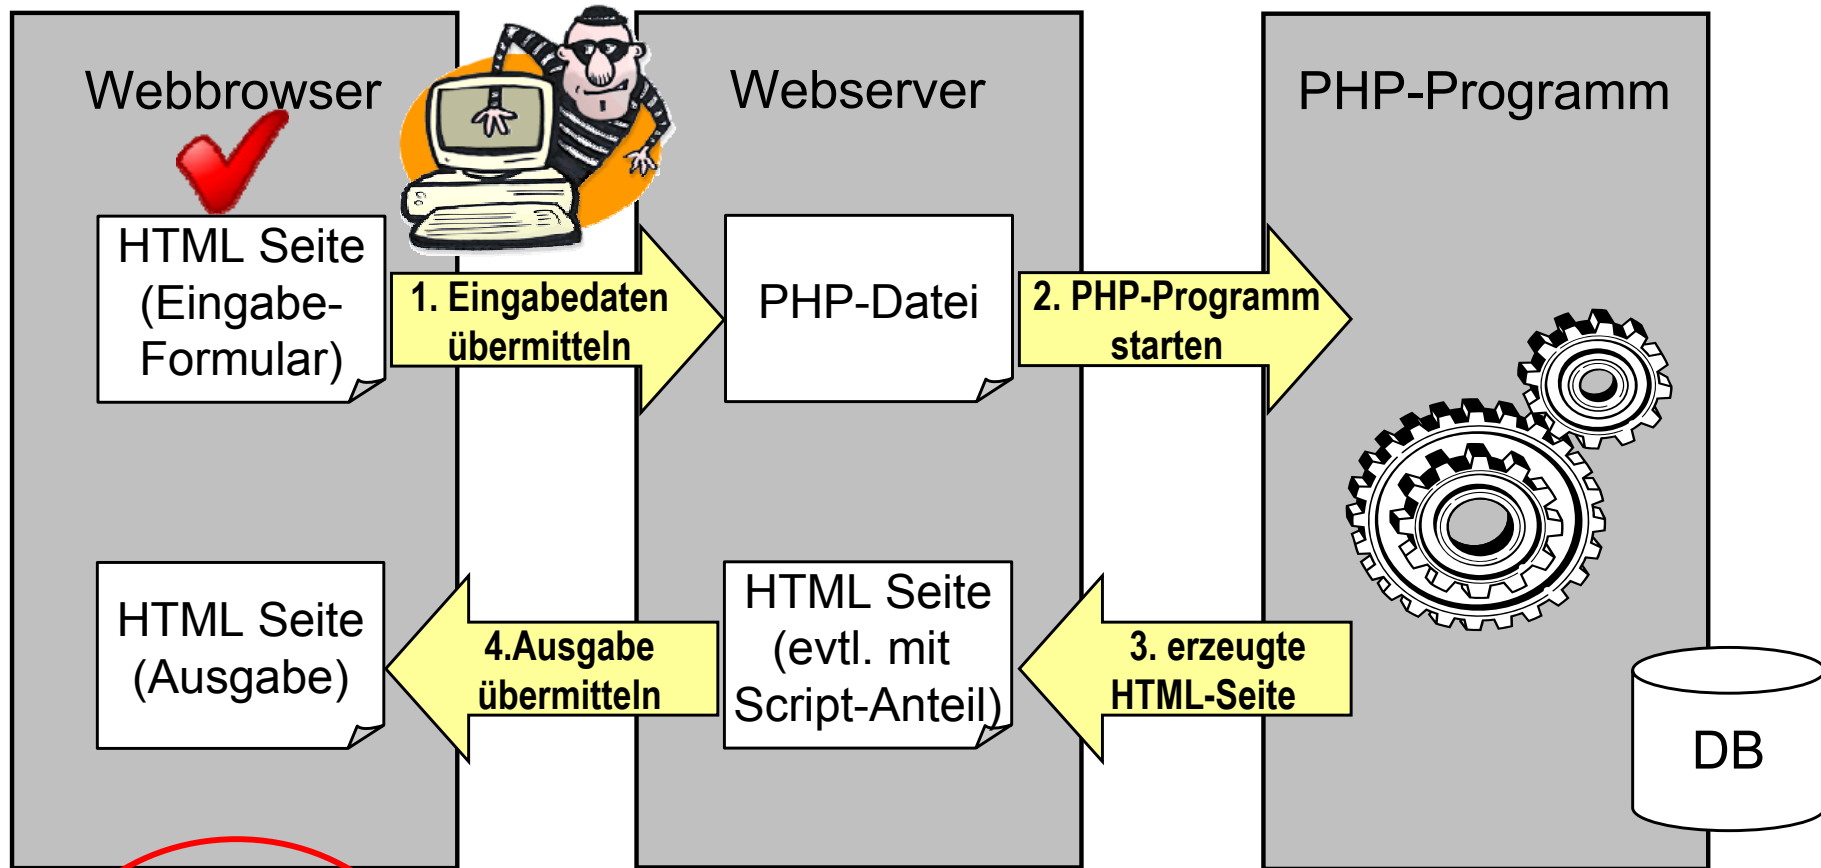 Webbrowser
Webserver
PHP-Programm
HTML Seite
(Eingabe-
Formular)
1. Eingabedaten
übermitteln
PHP-Datei
2. PHP-Programm
starten
HTML Seite
(Ausgabe)
4.Ausgabe
übermitteln
HTML Seite
(evtl. mit
Script-Anteil)
3. erzeugte
HTML-Seite
DB